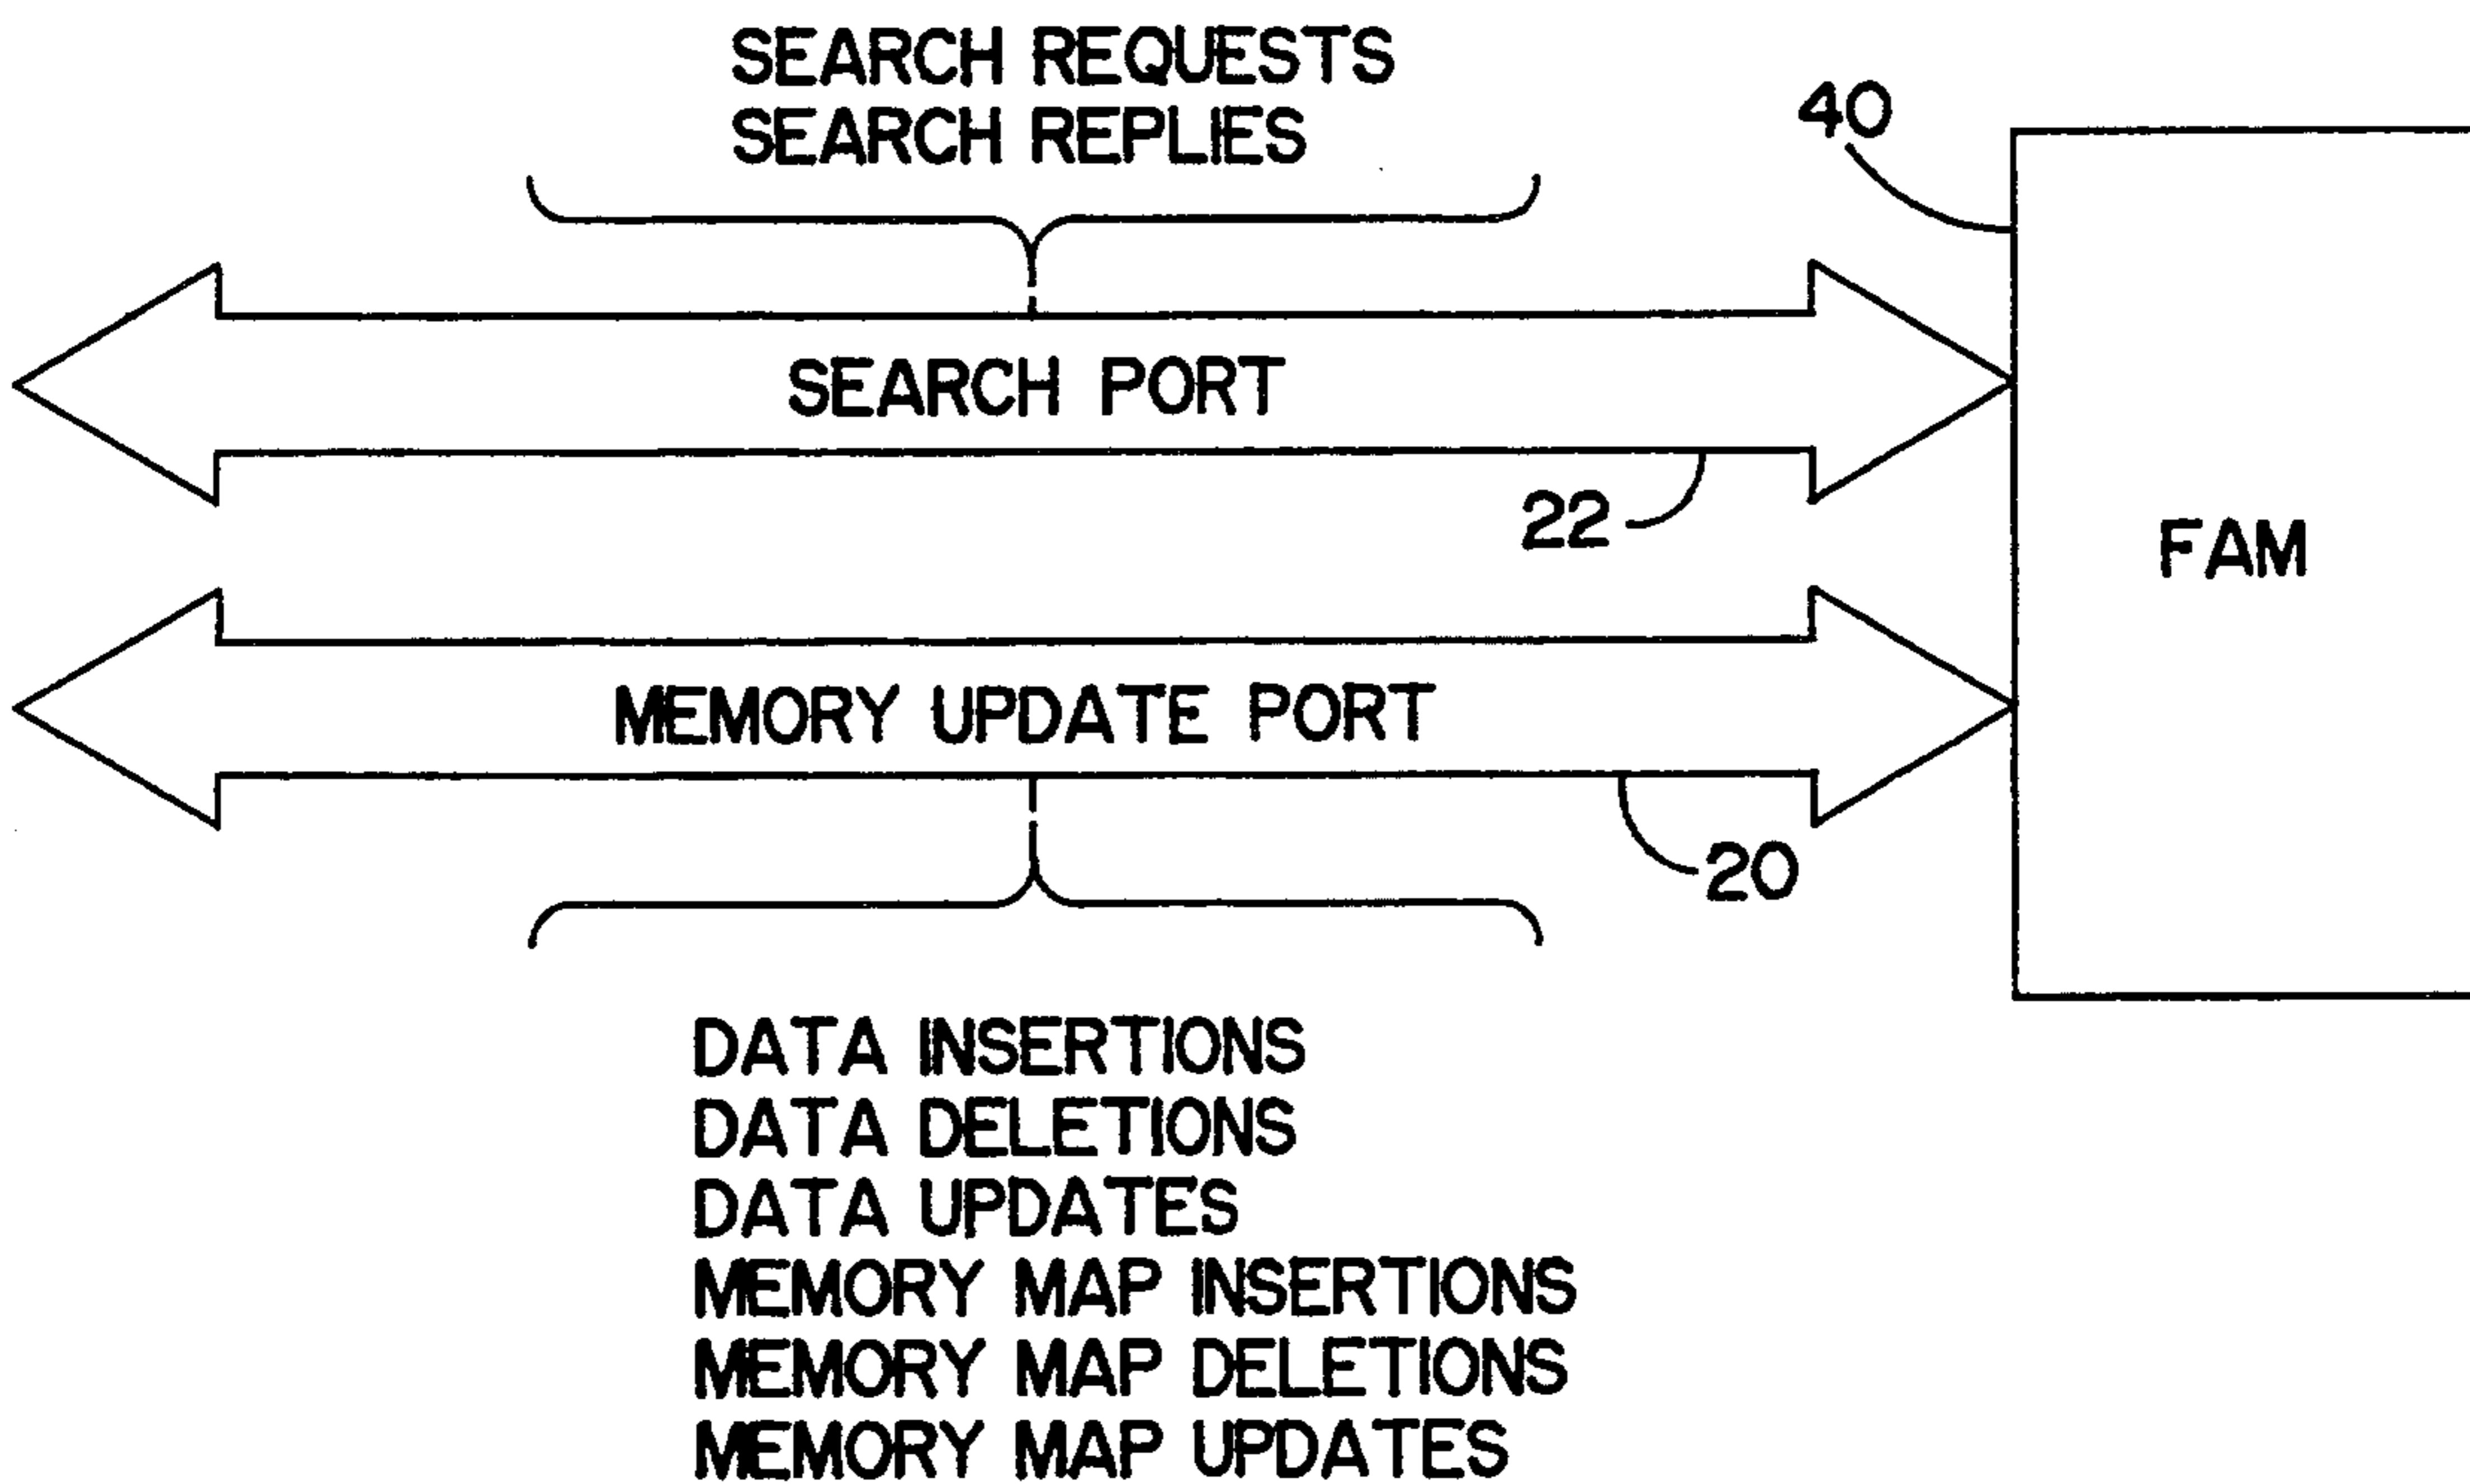 SEARCH REQUESTS
SEARCH REPLIES
40
SEARCH PORT
22
FAM
MEMORY UPDATE PORT
20
DATA INSERTIONS
DATA DELETIONS
DATA UPDATES
MEMORY MAP INSERTIONS
MEMORY MAP DELETIONS
MEMORY MAP UPDATES